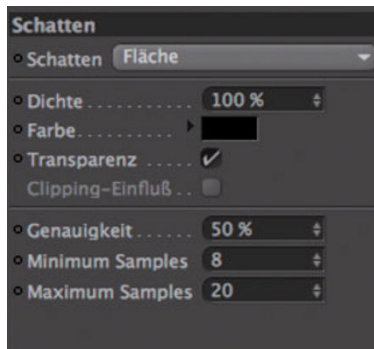 Schatten
Schatten Fläche
Dichte . . . . . . . . . . . 100 %
Farbe. . . . . . . . . .
Transparenz . . . . .
Clipping-Einfluß . .
Genauigkeit . . . . . . 50 %
Minimum Samples 8
Maximum Samples 20